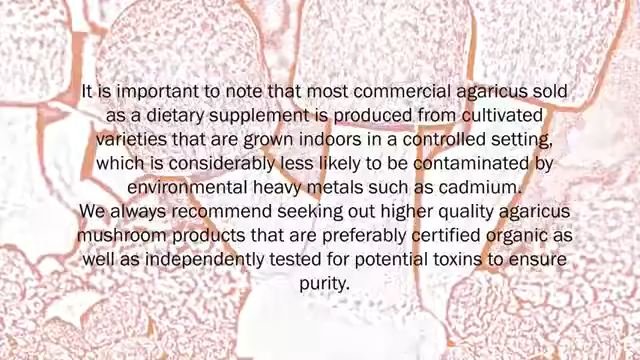 It is important to note that most commercial agaricus sold
as a dietary supplement is produced from cultivated
varieties that are grown indoors in a controlled setting,
which is considerably less likely to be contaminated by
environmental heavy metals such as cadmium.
We always recommend seeking out higher quality agaricus
mushroom products that are preferably certified organic as
well as independently tested for potential toxins to ensure
purity.